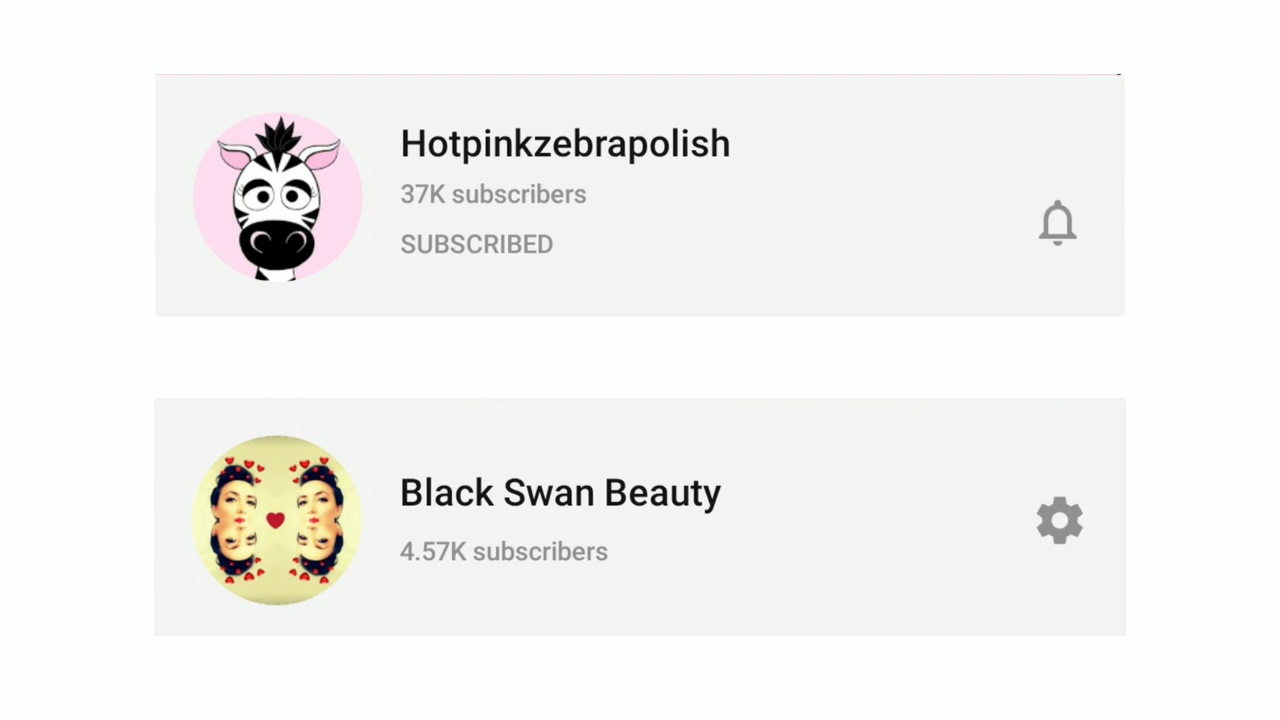 Hotpinkzebrapolish
37K subscribers
SUBSCRIBED
Black Swan Beauty
4.57K subscribers